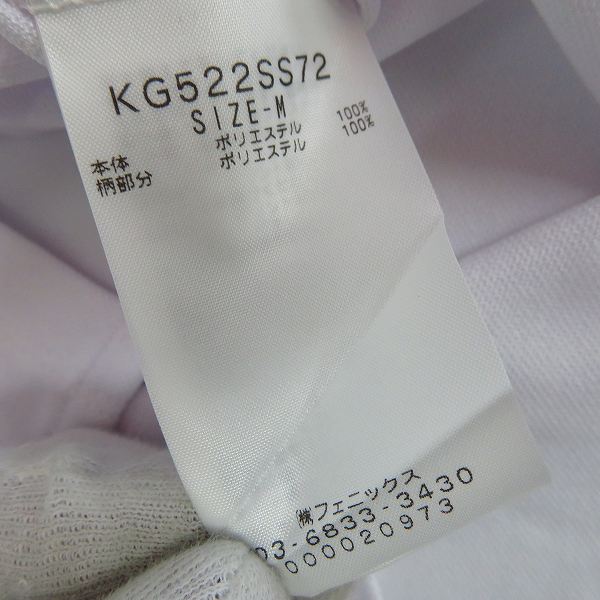 KG522SS72
SIZE-M
本体 ポリエステル 100%
柄部分 ポリエステル 100%
㈱フェニックス
03-6833-3430
000020973